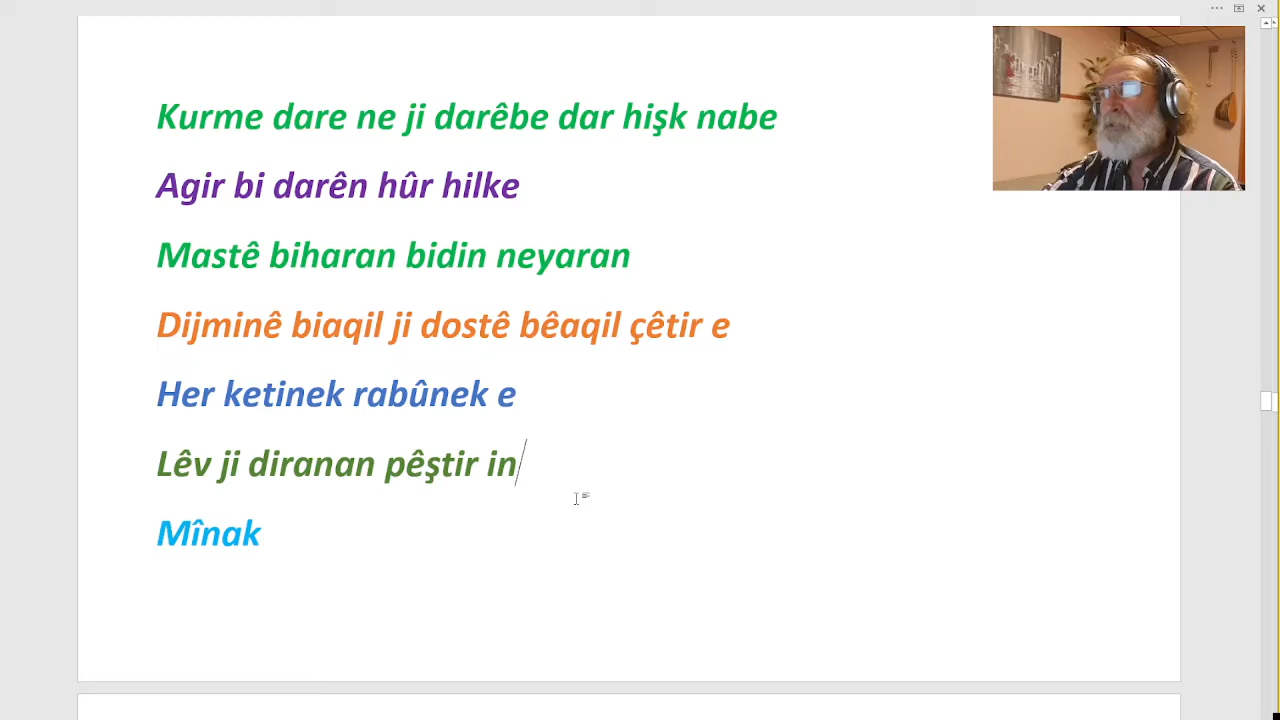 Kurme dare ne ji darêbe dar hişk nabe
Agir bi darên hûr hilke
Mastê biharan bidin neyaran
Dijminê biaqil ji dostê bêaqil çêtir e
Her ketinek rabûnek e
Lêv ji diranan pêştir in
Mînak